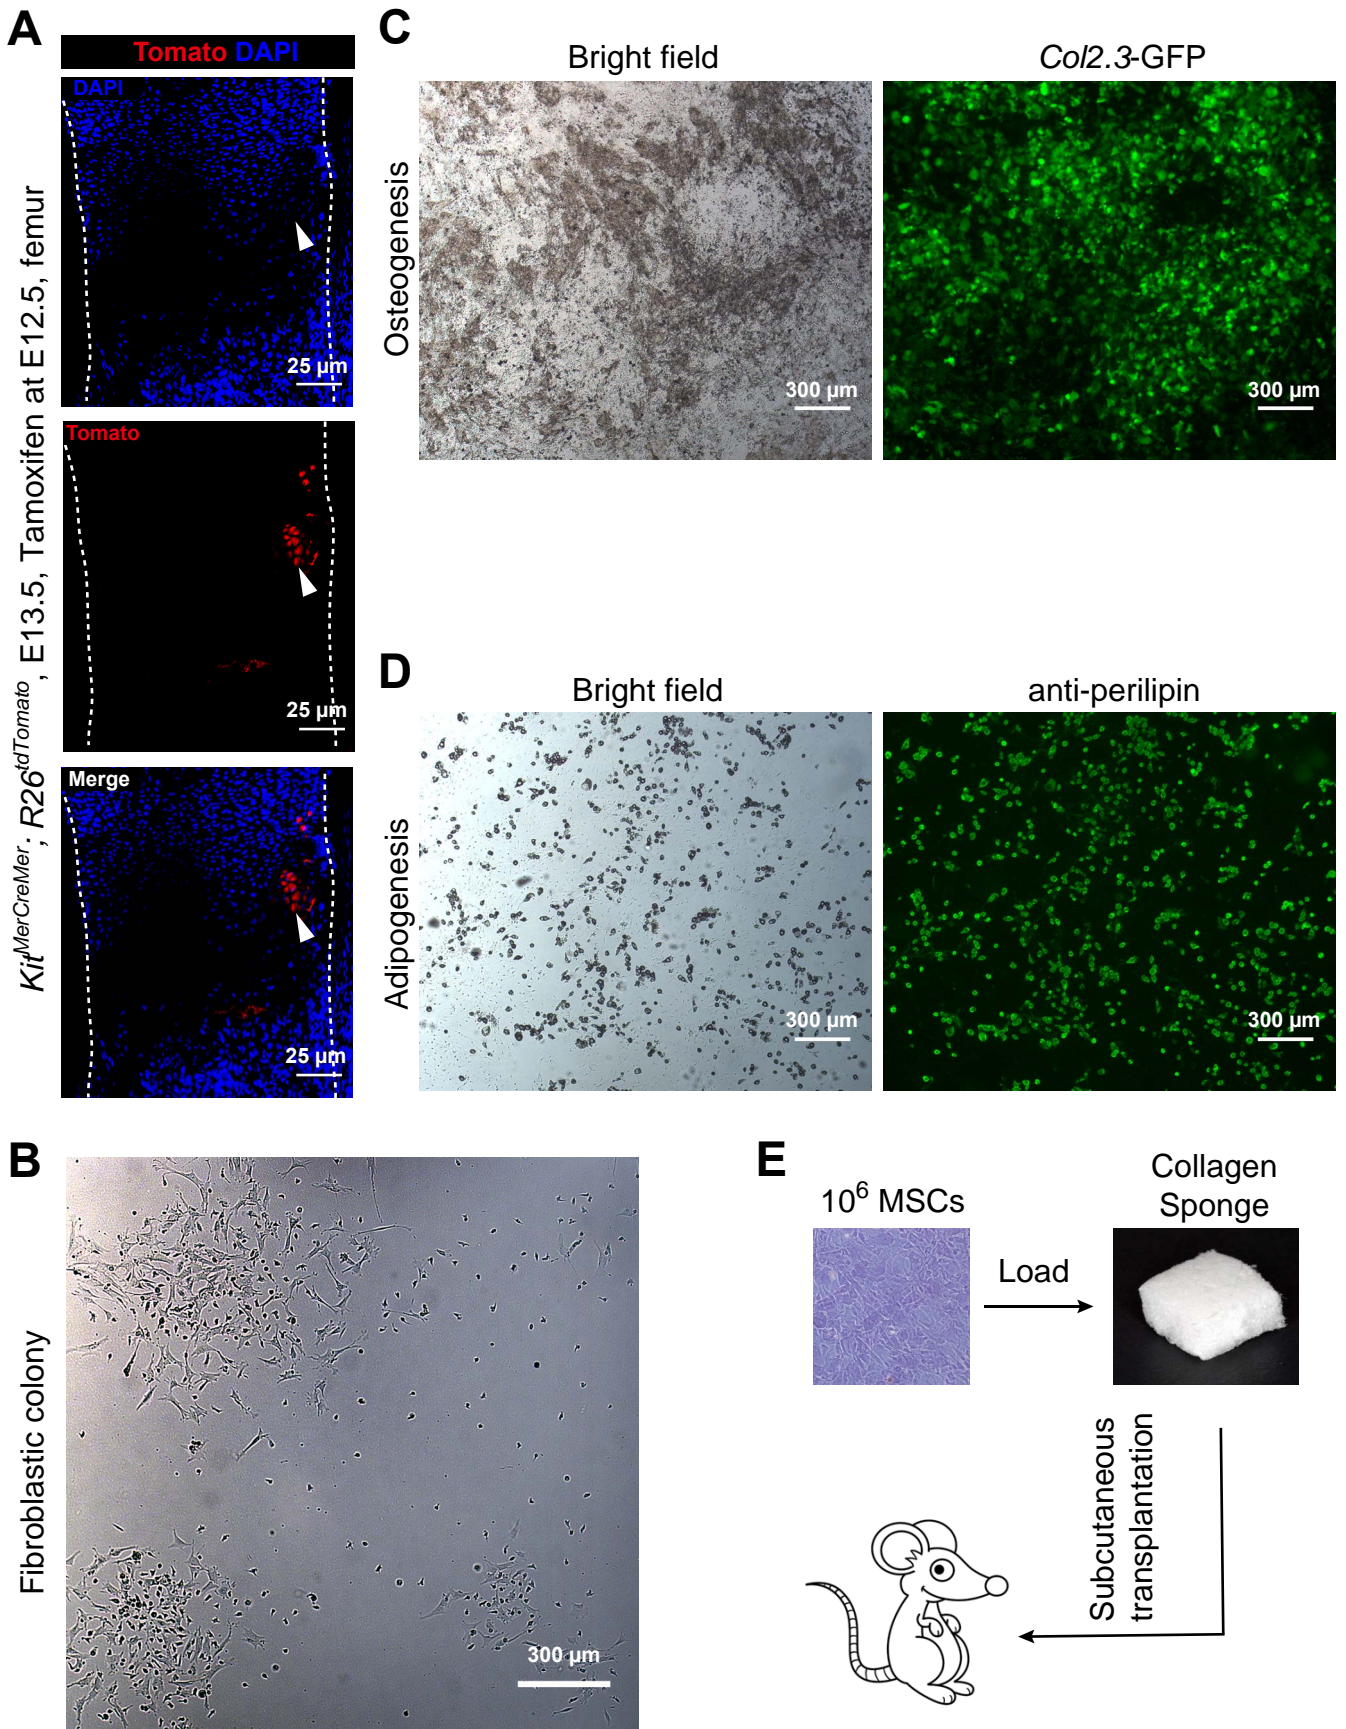 A
Tomato DAPI
DAPI
25 µm
Tomato
25 µm
Merge
25 µm
Kit^MerCreMer; R26^tdTomato, E13.5, Tamoxifen at E12.5, femur
C
Bright field
Col2.3-GFP
Osteogenesis
300 µm
300 µm
D
Bright field
anti-perilipin
Adipogenesis
300 µm
300 µm
B
Fibroblastic colony
300 µm
E
10^6 MSCs
Load
Collagen
Sponge
Subcutaneous
transplantation